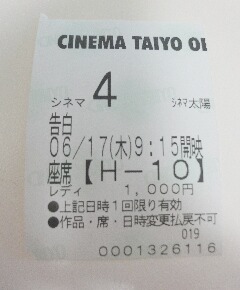 CINEMA TAIYO
シネマ 4 シネマ太陽
告白
06/17(木)9:15開映
座席【H-10】
レディ 1,000円
●上記日時1回限り有効
●作品・席・日時変更払戻不可
019
0001326116